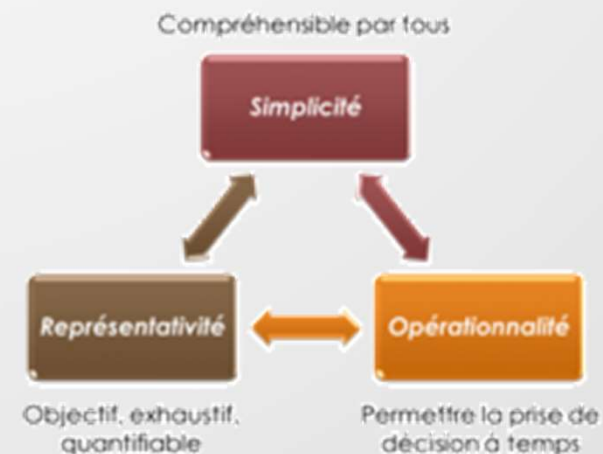 Compréhensible par tous
Simplicité
Représentativité
Opérationnalité
Objectif, exhaustif,
quantifiable
Permettre la prise de
décision à temps